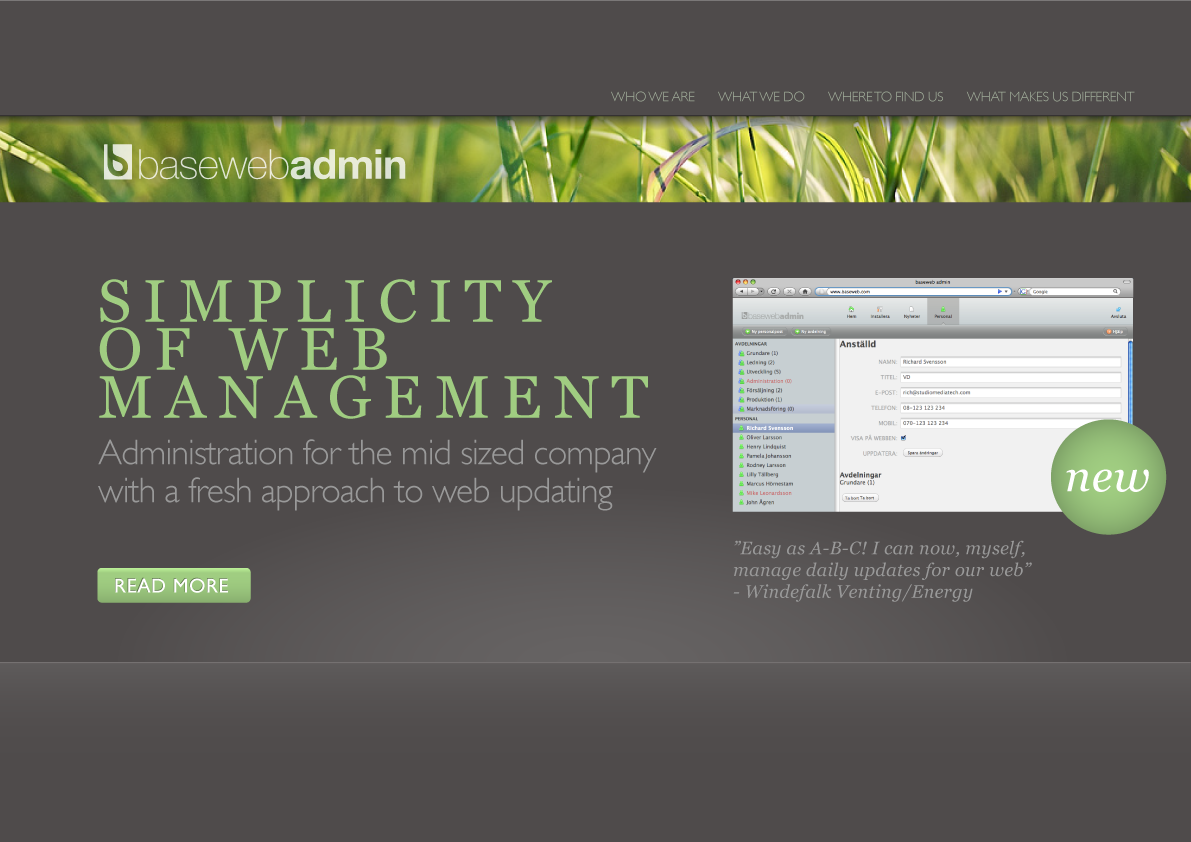 WHO WE ARE WHAT WE DO WHERE TO FIND US WHAT MAKES US DIFFERENT
basewebadmin
SIMPLICITY
OF WEB
MANAGEMENT
Administration for the mid sized company
with a fresh approach to web updating
READ MORE
baseweb admin
www.baseweb.com
Google
basewebadmin
Hem Installera Nyheter Personal Avsluta
Ny personalpost Ny avdelning Hjälp
AVDELNINGAR
Grundare (1)
Ledning (2)
Utveckling (5)
Administration (0)
Försäljning (2)
Produktion (1)
Marknadsföring (0)
PERSONAL
Richard Svensson
Oliver Larsson
Henry Lindquist
Pamela Johansson
Rodney Larsson
Lilly Tällberg
Marcus Hörnestam
Mike Leonardsson
John Ågren
Anställd
NAMN: Richard Svensson
TITEL: VD
E-POST: rich@studiomediatech.com
TELEFON: 08-123 123 234
MOBIL: 070-123 123 234
VISA PÅ WEBBEN:
UPPDATERA: Spara ändringar
Avdelningar
Grundare (1)
new
”Easy as A-B-C! I can now, myself,
manage daily updates for our web”
- Windefalk Venting/Energy